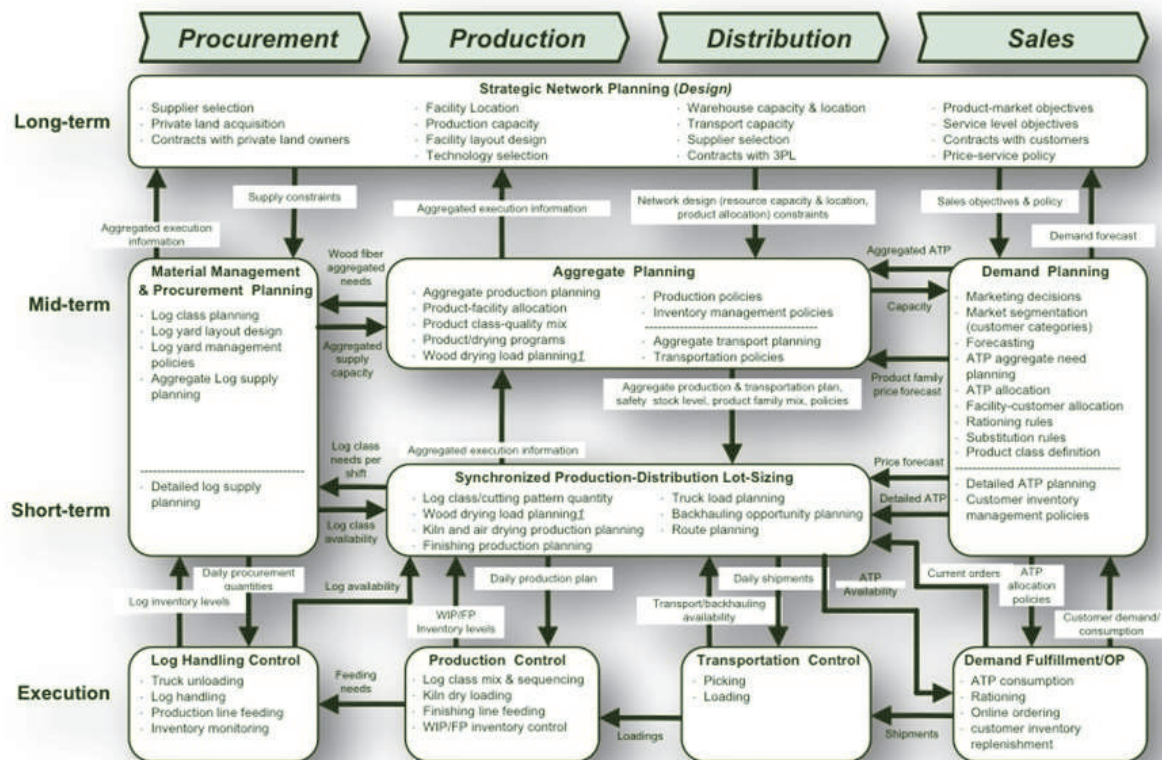 Procurement
Production
Distribution
Sales
Long-term
Strategic Network Planning (Design)
· Supplier selection
· Private land acquisition
· Contracts with private land owners
· Facility Location
· Production capacity
· Facility layout design
· Technology selection
· Warehouse capacity & location
· Transport capacity
· Supplier selection
· Contracts with 3PL
· Product-market objectives
· Service level objectives
· Contracts with customers
· Price-service policy
Aggregated execution
information
Supply constraints
Aggregated execution information
Network design (resource capacity & location,
product allocation) constraints
Sales objectives & policy
Demand forecast
Mid-term
Material Management
& Procurement Planning
· Log class planning
· Log yard layout design
· Log yard management
policies
· Aggregate Log supply
planning
· Detailed log supply
planning
Wood fiber
aggregated
needs
Aggregated
supply
capacity
Aggregate Planning
· Aggregate production planning
· Product-facility allocation
· Product class-quality mix
· Product/drying programs
· Wood drying load planning†
· Production policies
· Inventory management policies
· Aggregate transport planning
· Transportation policies
Aggregated ATP
Capacity
Product family
price forecast
Demand Planning
· Marketing decisions
· Market segmentation
(customer categories)
· Forecasting
· ATP aggregate need
planning
· ATP allocation
· Facility-customer allocation
· Rationing rules
· Substitution rules
· Product class definition
· Detailed ATP planning
· Customer inventory
management policies
Aggregate production & transportation plan,
safety stock level, product family mix, policies
Aggregated execution information
Short-term
Log class
needs per
shift
Log class
availability
Synchronized Production-Distribution Lot-Sizing
· Log class/cutting pattern quantity
· Wood drying load planning†
· Kiln and air drying production planning
· Finishing production planning
· Truck load planning
· Backhauling opportunity planning
· Route planning
Price forecast
Detailed ATP
Daily procurement
quantities
Log inventory levels
Log availability
WIP/FP
Inventory levels
Daily production plan
Transport/backhauling
availability
Daily shipments
ATP
Availability
Current orders
ATP
allocation
policies
Customer demand/
consumption
Execution
Log Handling Control
· Truck unloading
· Log handling
· Production line feeding
· Inventory monitoring
Feeding
needs
Production Control
· Log class mix & sequencing
· Kiln dry loading
· Finishing line feeding
· WIP/FP inventory control
Loadings
Transportation Control
· Picking
· Loading
Shipments
Demand Fulfillment/OP
· ATP consumption
· Rationing
· Online ordering
· customer inventory
replenishment